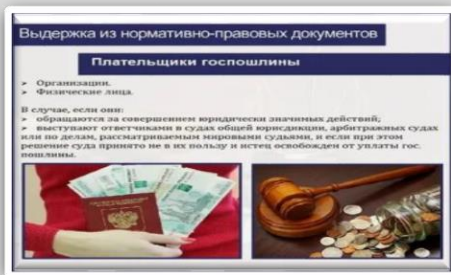 Выдержка из нормативно-правовых документов
Плательщики госпошлины
➤ Организации.
➤ Физические лица.
В случае, если они:
➤ обращаются за совершением юридически значимых действий;
➤ выступают ответчиками в судах общей юрисдикции, арбитражных судах
или по делам, рассматриваемым мировыми судьями, и если при этом
решение суда принято не в их пользу и истец освобожден от уплаты гос.
пошлины.